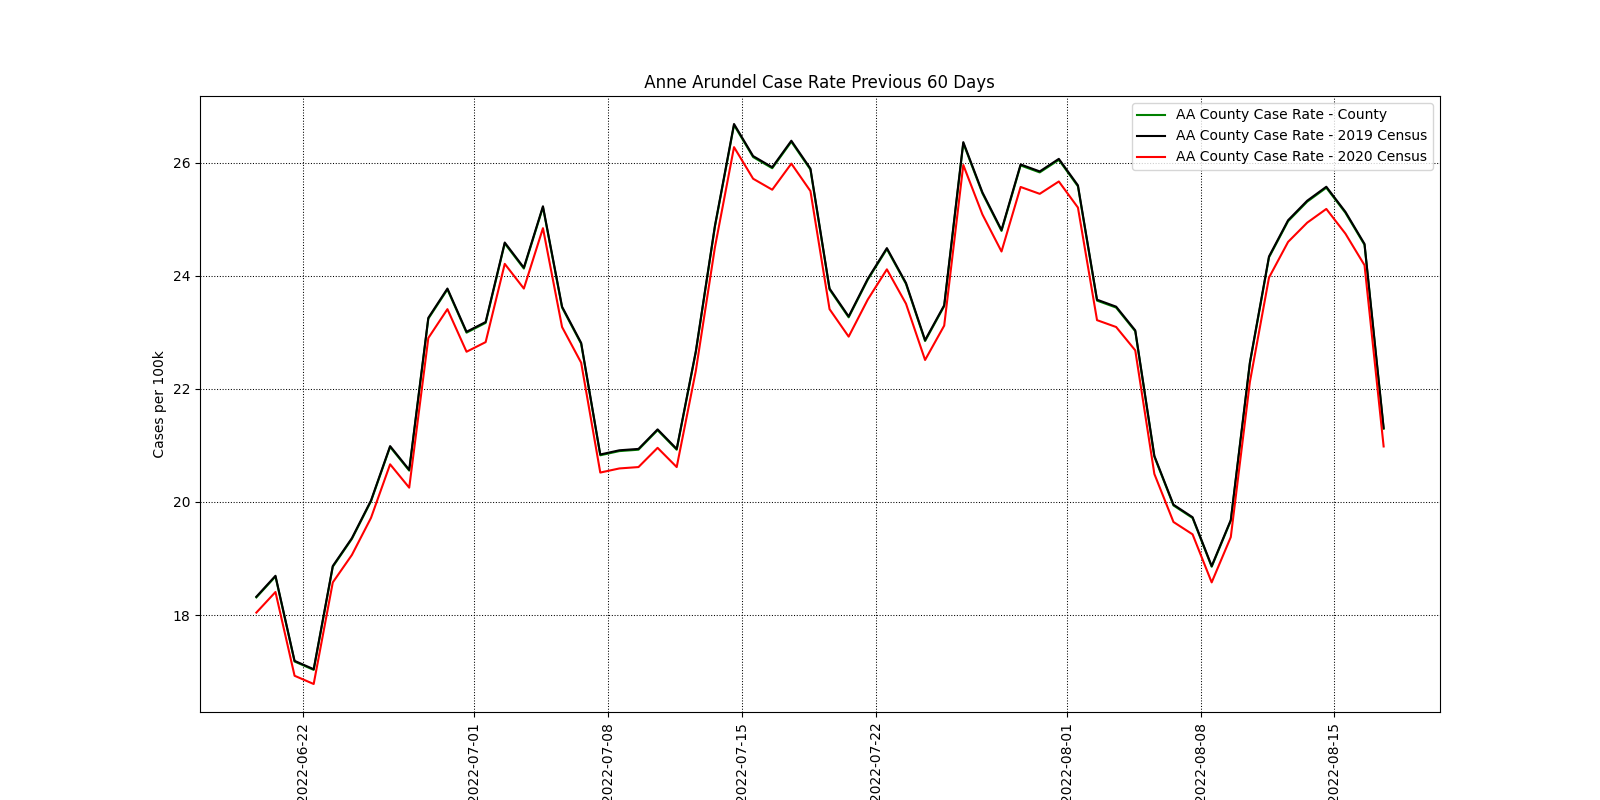 Anne Arundel Case Rate Previous 60 Days
AA County Case Rate - County
AA County Case Rate - 2019 Census
AA County Case Rate - 2020 Census
Cases per 100k
26
24
22
20
18
2022-06-22
2022-07-01
2022-07-08
2022-07-15
2022-07-22
2022-08-01
2022-08-08
2022-08-15